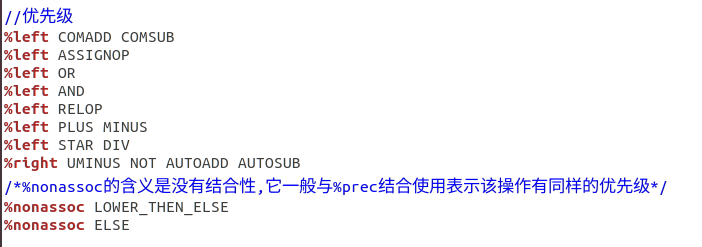 //优先级
%left COMADD COMSUB
%left ASSIGNOP
%left OR
%left AND
%left RELOP
%left PLUS MINUS
%left STAR DIV
%right UMINUS NOT AUTOADD AUTOSUB
/*%nonassoc的含义是没有结合性,它一般与%prec结合使用表示该操作有同样的优先级*/
%nonassoc LOWER_THEN_ELSE
%nonassoc ELSE